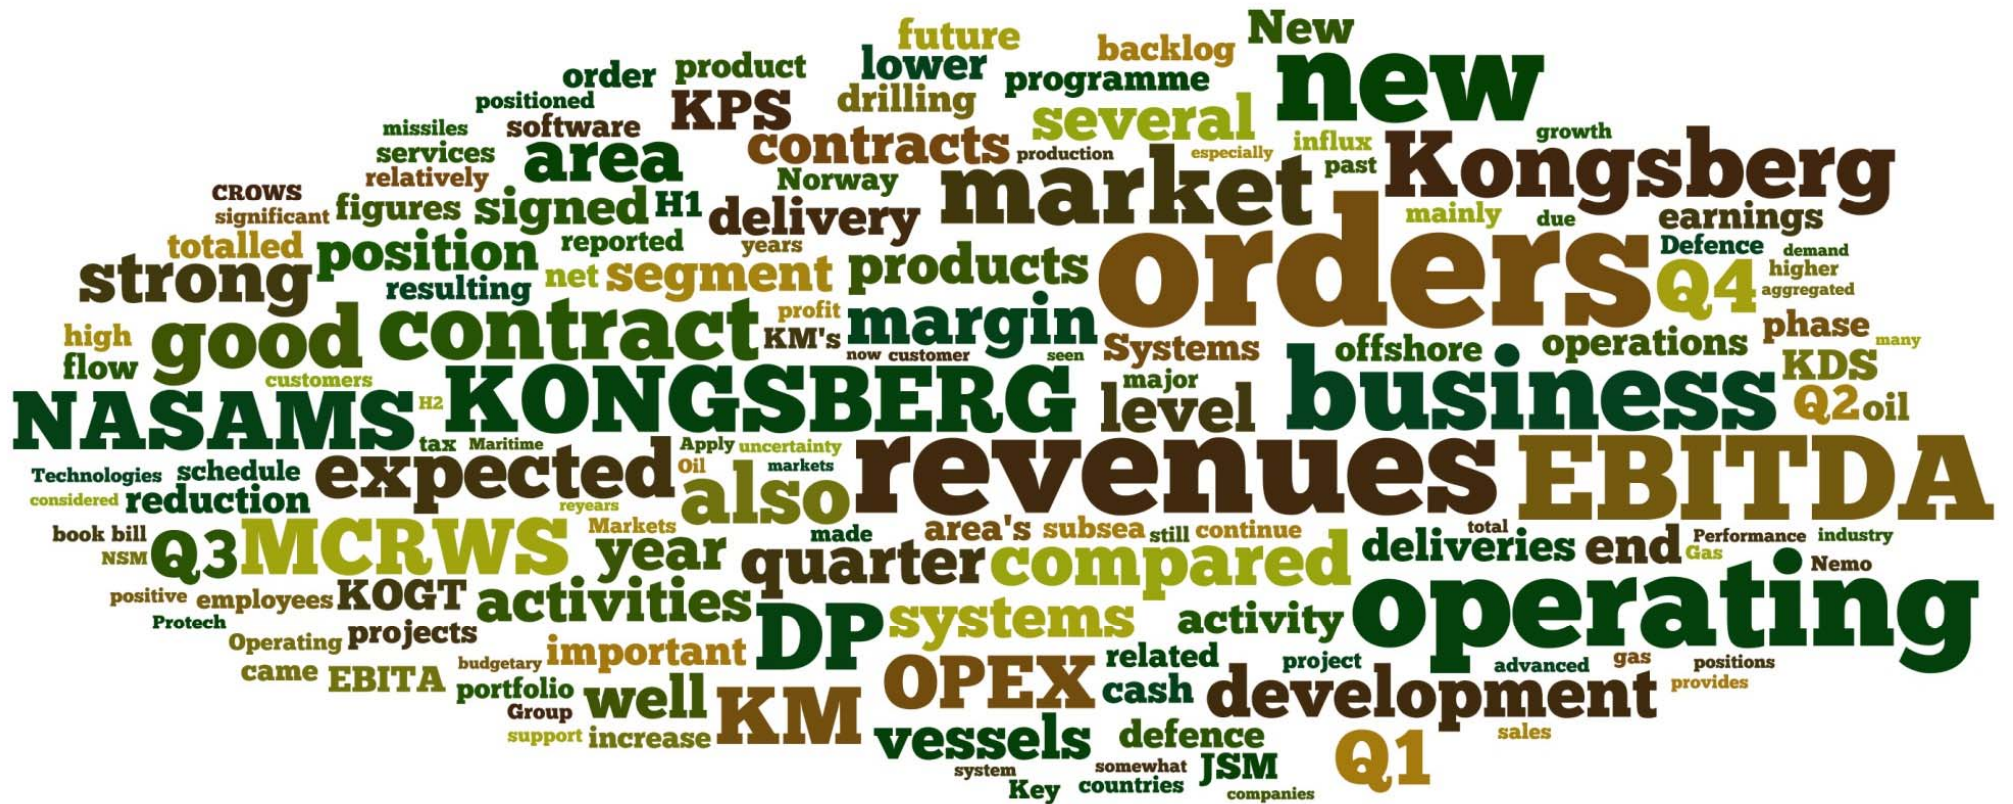 New
future
backlog
new
order product lower programme
positioned KPS drilling several
missiles software contracts influx growth
services area production especially past Kongsberg
relatively Norway market
CROWS signed H1 delivery mainly due earnings
significant figures
totalled position reported years orders Defence demand
strong net segment products Q4 higher
resulting aggregated
high good contract profit margin phase
KM's Systems offshore operations many
flow now customer seen KDS
customers major business
NASAMS H2 KONGSBERG level Q2 oil
tax Maritime Apply uncertainty revenues EBITDA
Technologies schedule expected Oil markets
considered reduction reyears also
book bill Q3 MCRWS Markets made area's subsea still continue total Performance industry
NSM year quarter compared deliveries end Gas Nemo
positive employees KOGT activities operating
Protech DP systems activity
Operating projects
came EBITA budgetary important OPEX related project advanced gas positions
portfolio well cash development provides
Group KM
support increase vessels defence Q1 sales
system somewhat JSM
Key countries companies